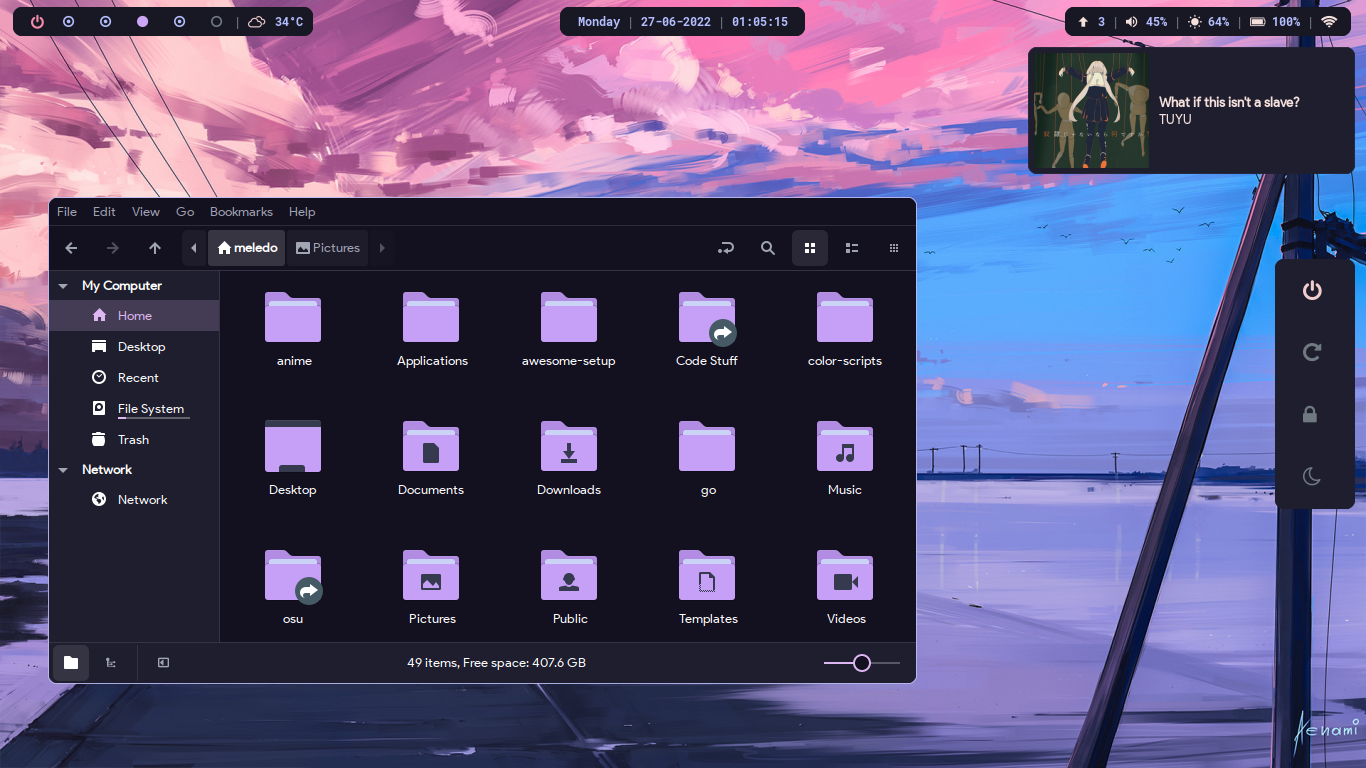 34°C
Monday | 27-06-2022 | 01:05:15
3 | 45% | 64% | 100% |
What if this isn't a slave?
TUYU
File Edit View Go Bookmarks Help
meledo Pictures
My Computer
Home
Desktop
Recent
File System
Trash
Network
Network
anime Applications awesome-setup Code Stuff color-scripts
Desktop Documents Downloads go Music
osu Pictures Public Templates Videos
49 items, Free space: 407.6 GB
Aenami